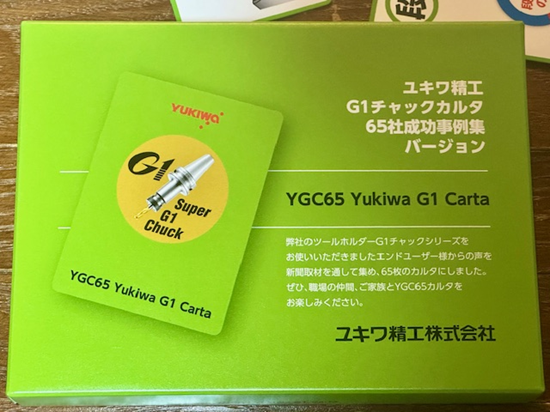 ユキワ精工
G1チャックカルタ
65社成功事例集
バージョン
YUKIWA
G1
Super
G1
Chuck
YGC65 Yukiwa G1 Carta
YGC65 Yukiwa G1 Carta
弊社のツールホルダーG1チャックシリーズを
お使いいただきましたエンドユーザー様からの声を
新聞取材を通して集め、65枚のカルタにしました。
ぜひ、職場の仲間、ご家族とYGC65カルタを
お楽しみください。
ユキワ精工株式会社